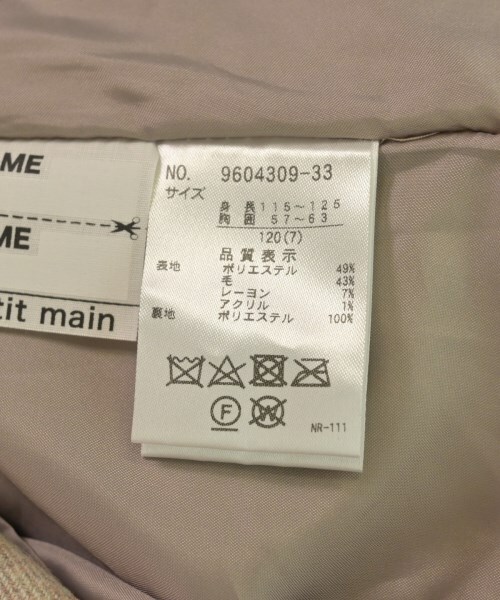 AME
AME
tit main
NO. 9604309-33
サイズ
身長115~125
胸囲 57~63
120(7)
品質表示
表地 ポリエステル 49%
毛 43%
レーヨン 7%
アクリル 1%
裏地 ポリエステル 100%
F W
NR-111